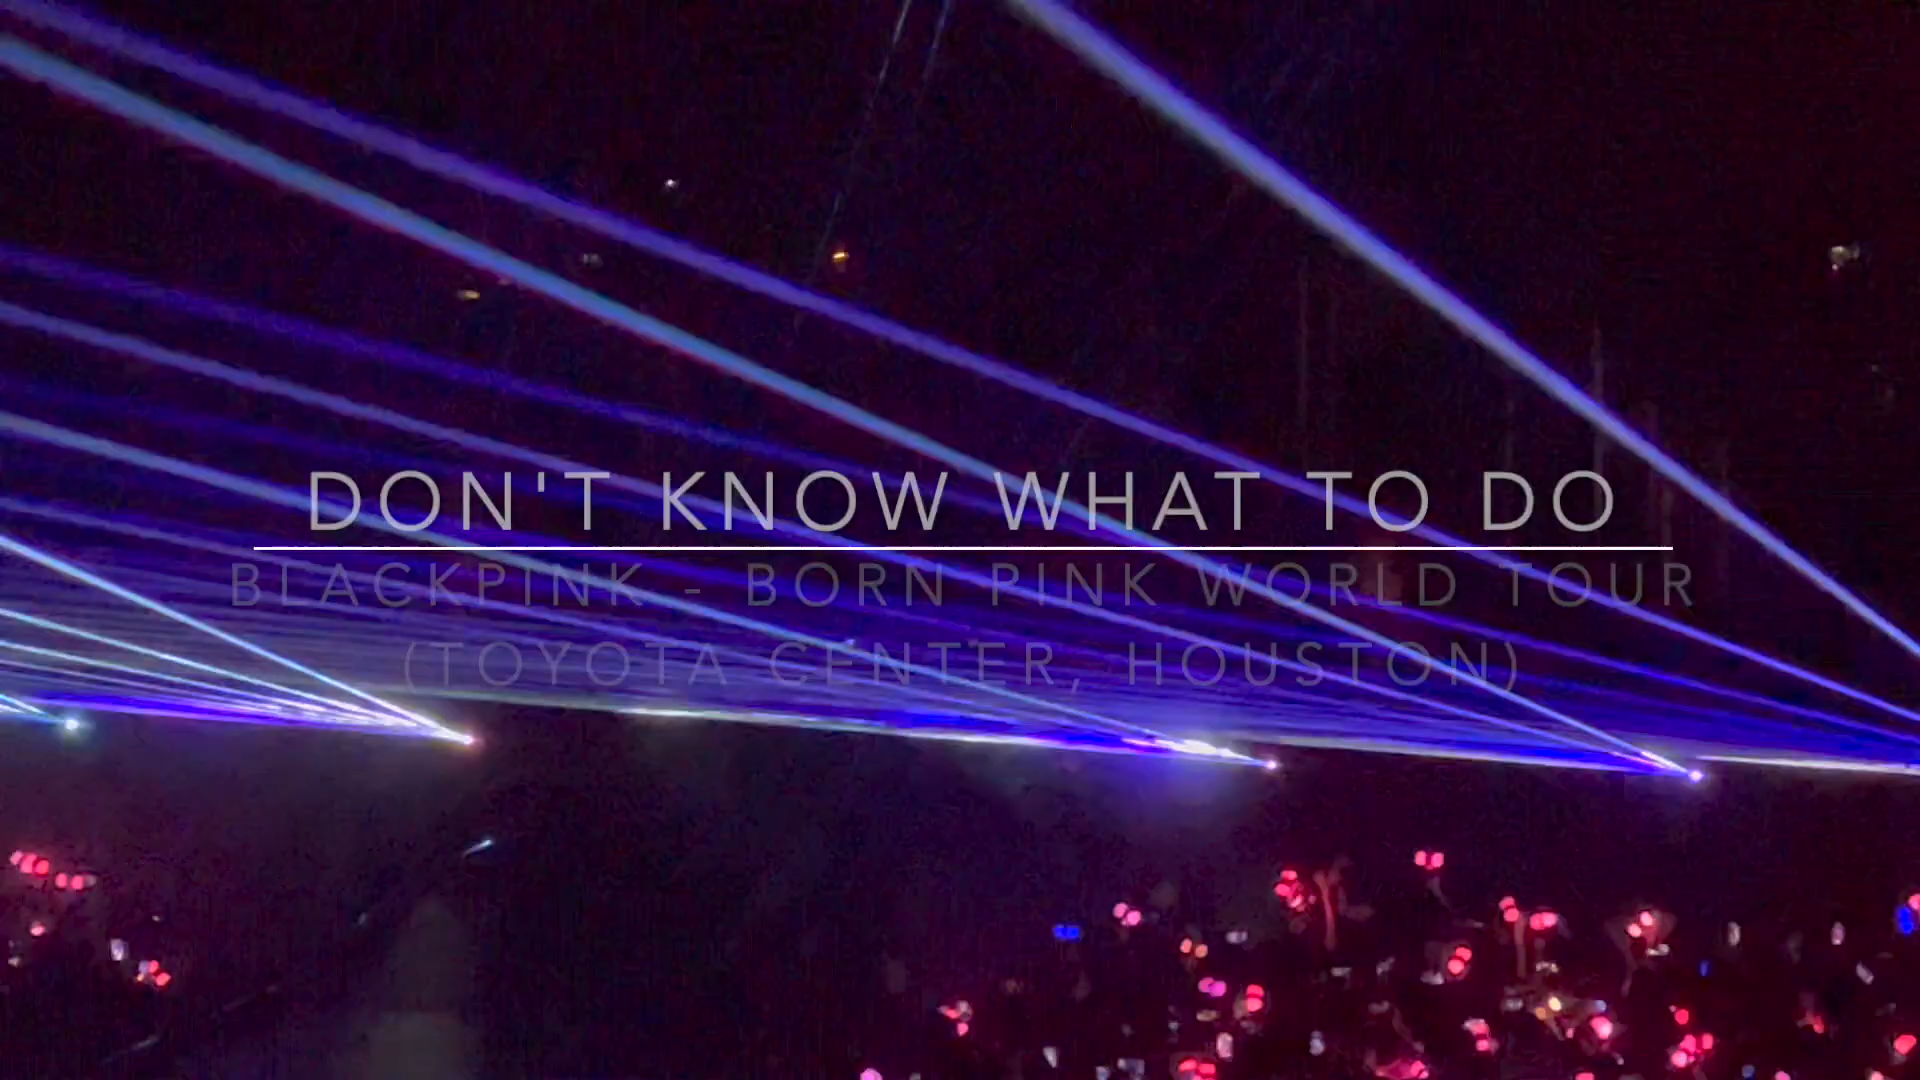 DON'T KNOW WHAT TO DO
BLACKPINK - BORN PINK WORLD TOUR
(TOYOTA CENTER, HOUSTON)